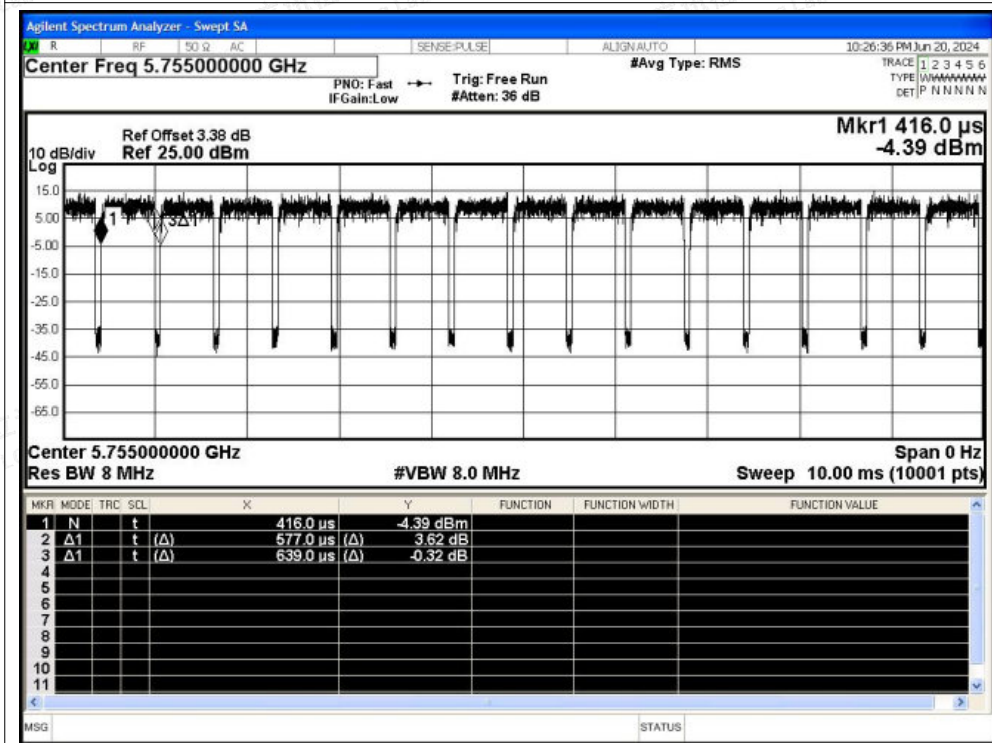 Agilent Spectrum Analyzer - Swept SA
LXI R RF 50 Ω AC SENSE:PULSE ALIGNAUTO 10:26:36 PM Jun 20, 2024
Center Freq 5.755000000 GHz #Avg Type: RMS TRACE 1 2 3 4 5 6
PNO: Fast Trig: Free Run TYPE WWWWWW
IFGain:Low #Atten: 36 dB DET P N N N N N
Mkr1 416.0 µs
Ref Offset 3.38 dB
10 dB/div Ref 25.00 dBm -4.39 dBm
Log
15.0
5.00
1 3Δ1
-5.00
-15.0
-25.0
-35.0
-45.0
-55.0
-65.0
Center 5.755000000 GHz Span 0 Hz
Res BW 8 MHz #VBW 8.0 MHz Sweep 10.00 ms (10001 pts)
MKR MODE TRC SCL X Y FUNCTION FUNCTION WIDTH FUNCTION VALUE
1 N t 416.0 µs -4.39 dBm
2 Δ1 t (Δ) 577.0 µs (Δ) 3.62 dB
3 Δ1 t (Δ) 639.0 µs (Δ) -0.32 dB
4
5
6
7
8
9
10
11
MSG STATUS